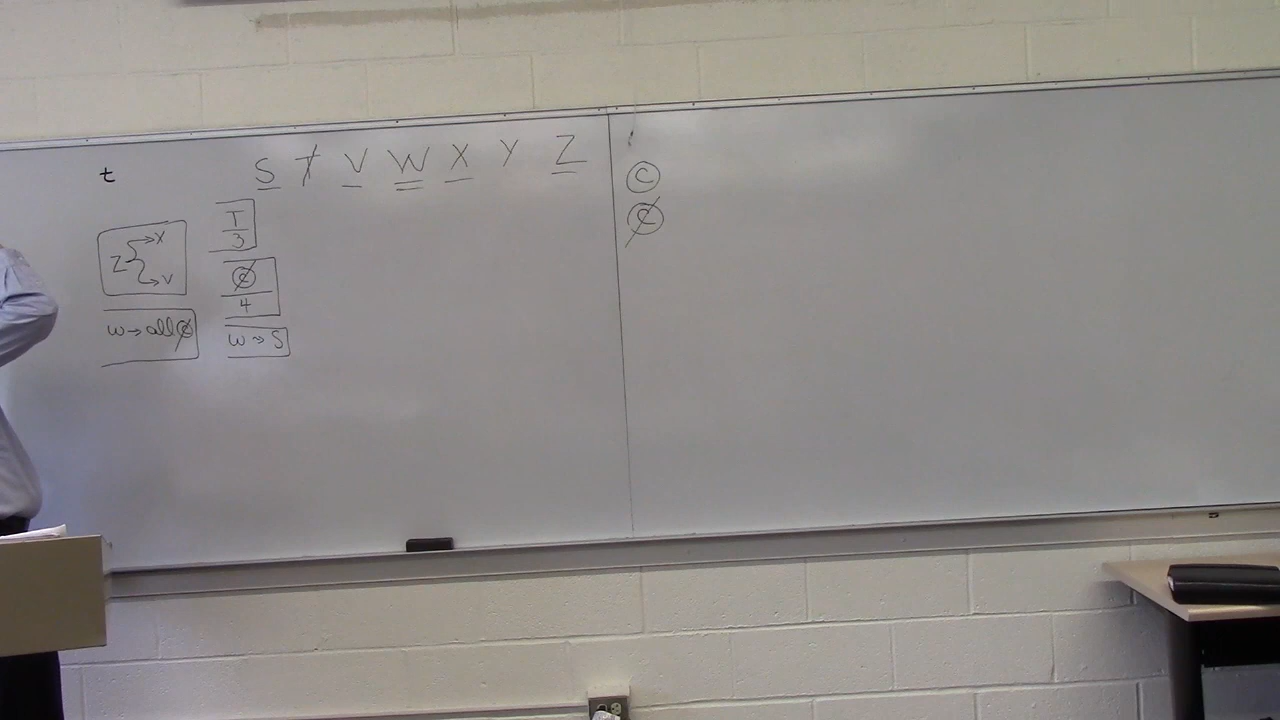 t
S T V W X Y Z
Z → X
→ V
W → all Ȼ
T
3
Ȼ
4
W ~> S
C
Ȼ